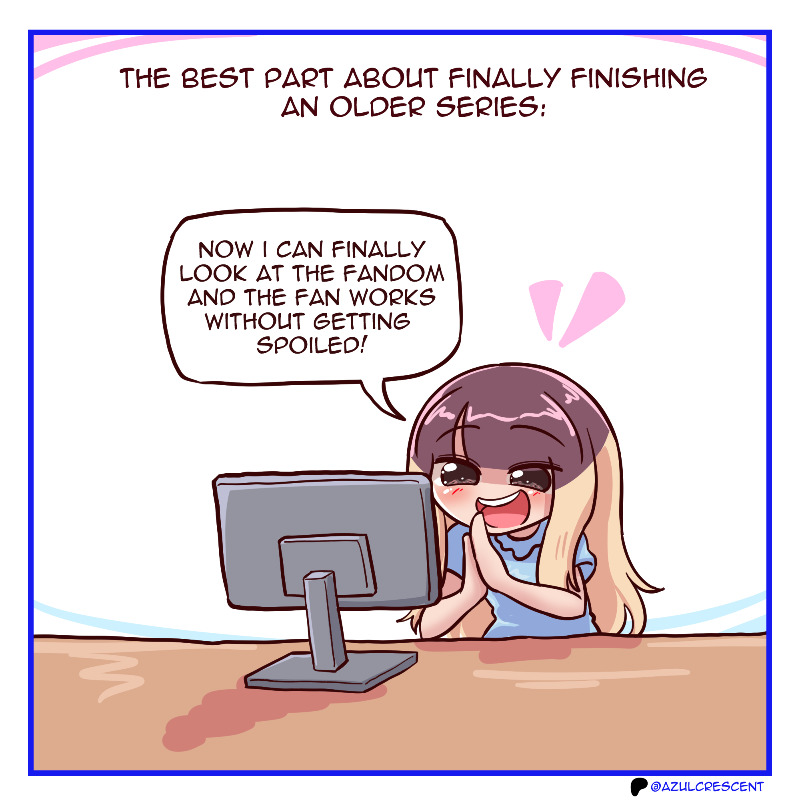 THE BEST PART ABOUT FINALLY FINISHING
AN OLDER SERIES:
NOW I CAN FINALLY
LOOK AT THE FANDOM
AND THE FAN WORKS
WITHOUT GETTING
SPOILED!
@AZULCRESCENT